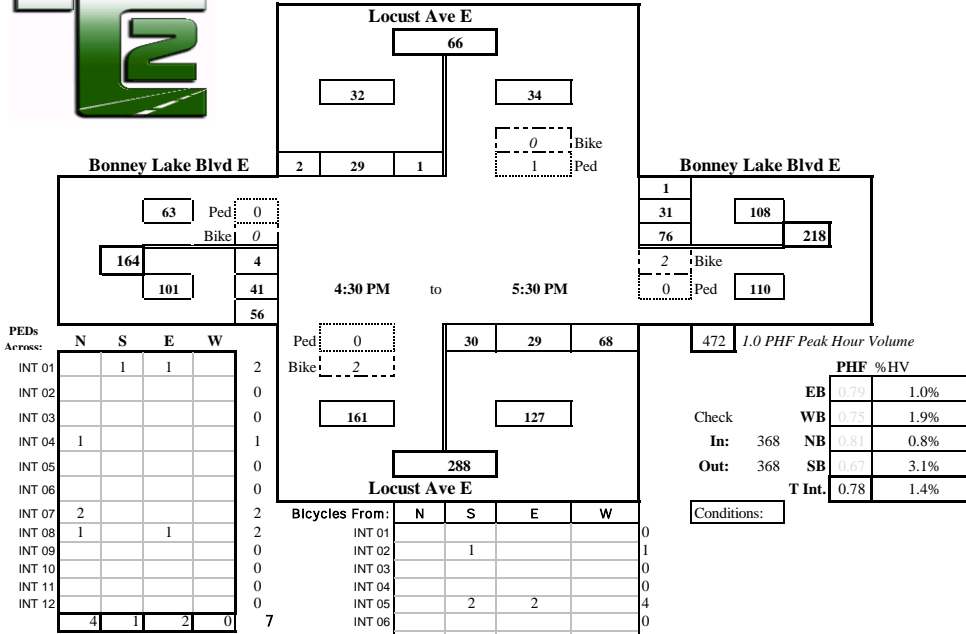 T 2
Locust Ave E
66
32 34
0 Bike
1 Ped
Bonney Lake Blvd E 2 29 1 Bonney Lake Blvd E
1
63 Ped 0 31 108
Bike 0 76 218
164 4 2 Bike
101 41 4:30 PM to 5:30 PM 0 Ped 110
56
PEDs Across: N S E W Ped 0 30 29 68 472 1.0 PHF Peak Hour Volume
INT 01 1 1 2 Bike 2 PHF %HV
INT 02 0 EB 0.79 1.0%
INT 03 0 161 127 Check WB 0.75 1.9%
INT 04 1 1 In: 368 NB 0.81 0.8%
INT 05 0 288 Out: 368 SB 0.67 3.1%
INT 06 0 Locust Ave E T Int. 0.78 1.4%
INT 07 2 2 Bicycles From: N S E W Conditions:
INT 08 1 1 2 INT 01 0
INT 09 0 INT 02 1 1
INT 10 0 INT 03 0
INT 11 0 INT 04 0
INT 12 0 INT 05 2 2 4
4 1 2 0 7 INT 06 0